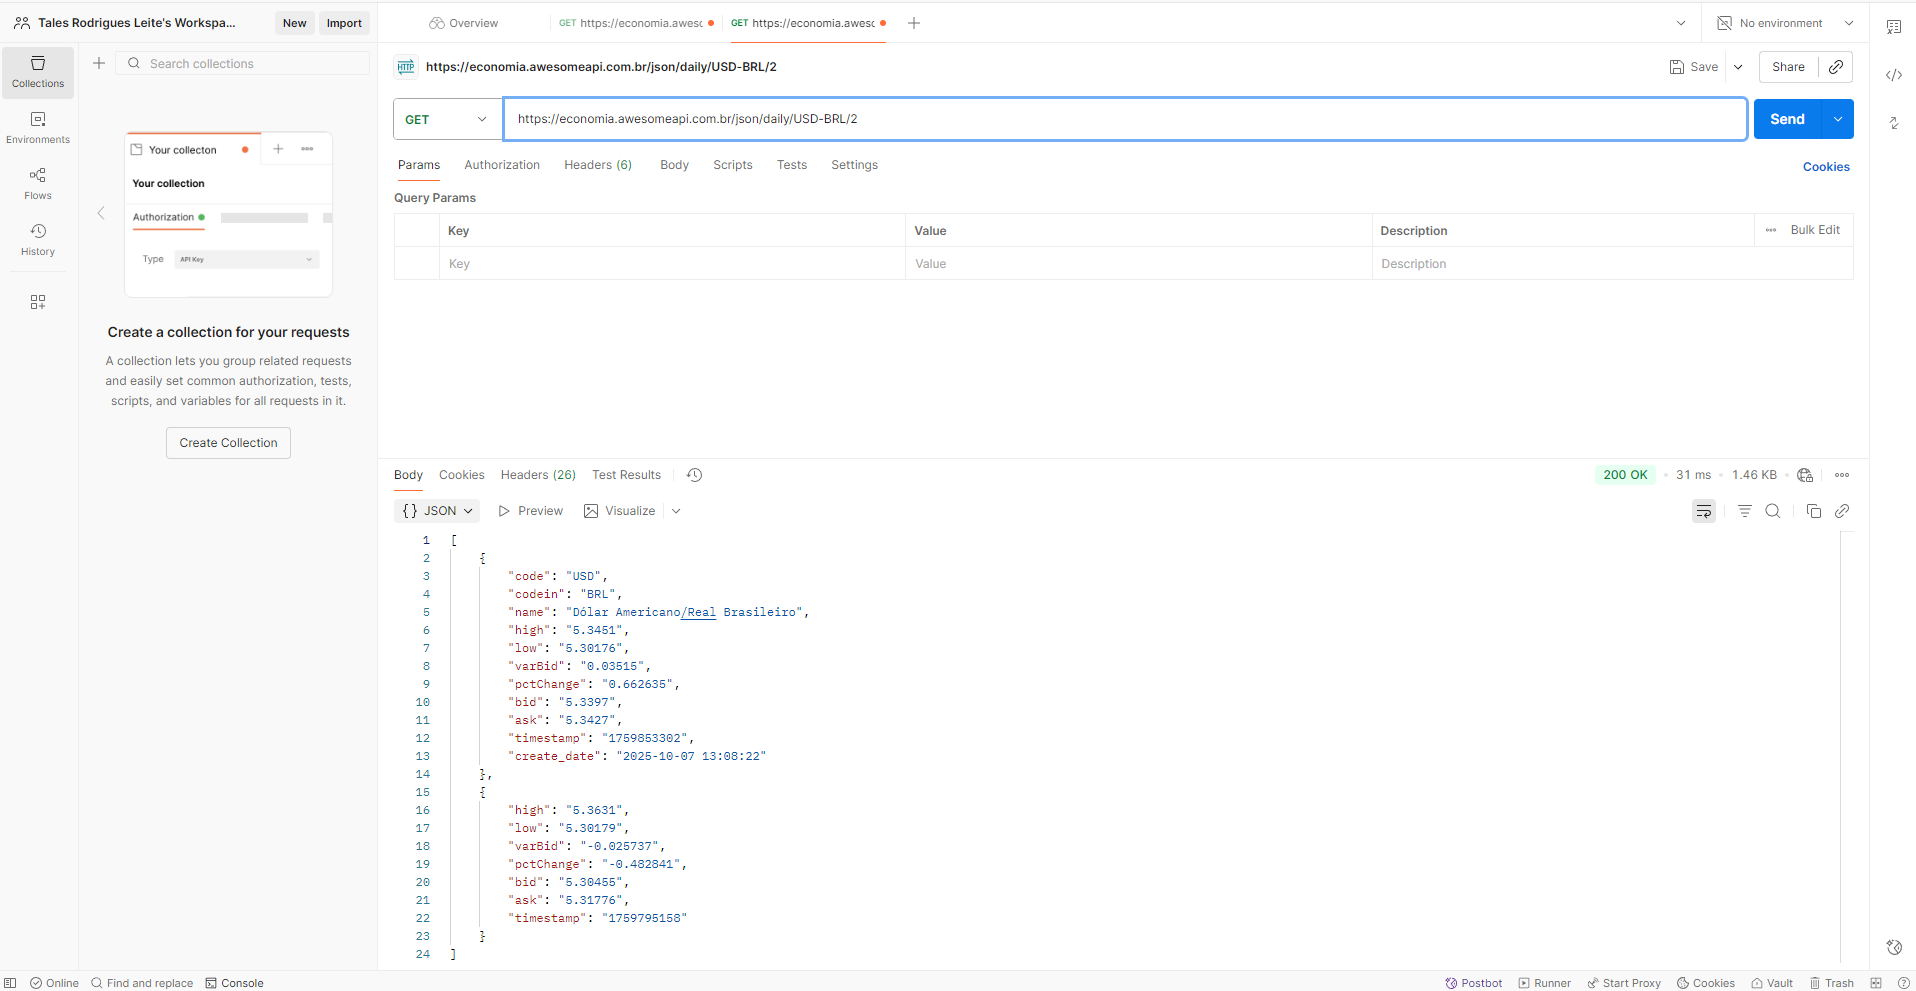 Tales Rodrigues Leite's Workspa...
New
Import
Overview
GET https://economia.awesc
GET https://economia.awesc
No environment
Collections
Environments
Flows
History
Search collections
Your collecton
Your collection
Authorization
Type
API Key
Create a collection for your requests
A collection lets you group related requests
and easily set common authorization, tests,
scripts, and variables for all requests in it.
Create Collection
HTTP
https://economia.awesomeapi.com.br/json/daily/USD-BRL/2
Save
Share
GET
https://economia.awesomeapi.com.br/json/daily/USD-BRL/2
Send
Params Authorization Headers (6) Body Scripts Tests Settings
Cookies
Query Params
Key Value Description Bulk Edit
Key Value Description
Body Cookies Headers (26) Test Results
200 OK 31 ms 1.46 KB
{} JSON Preview Visualize
1 [
2 {
3 "code": "USD",
4 "codein": "BRL",
5 "name": "Dólar Americano/Real Brasileiro",
6 "high": "5.3451",
7 "low": "5.30176",
8 "varBid": "0.03515",
9 "pctChange": "0.662635",
10 "bid": "5.3397",
11 "ask": "5.3427",
12 "timestamp": "1759853302",
13 "create_date": "2025-10-07 13:08:22"
14 },
15 {
16 "high": "5.3631",
17 "low": "5.30179",
18 "varBid": "-0.025737",
19 "pctChange": "-0.482841",
20 "bid": "5.30455",
21 "ask": "5.31776",
22 "timestamp": "1759795158"
23 }
24 ]
Online Find and replace Console
Postbot Runner Start Proxy Cookies Vault Trash